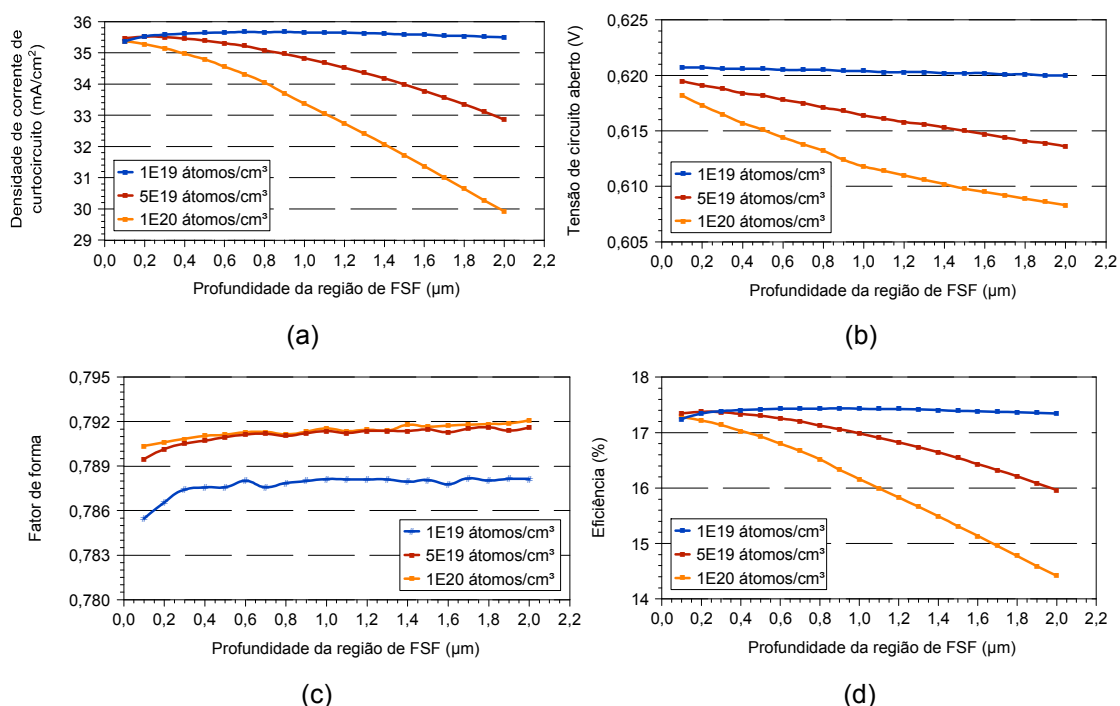 Densidade de corrente de
curtocircuito (mA/cm²)
36
35
34
33
32
31
30
29
1E19 átomos/cm³
5E19 átomos/cm³
1E20 átomos/cm³
0,0 0,2 0,4 0,6 0,8 1,0 1,2 1,4 1,6 1,8 2,0 2,2
Profundidade da região de FSF (µm)
(a)
Tensão de circuito aberto (V)
0,625
0,620
0,615
0,610
0,605
1E19 átomos/cm³
5E19 átomos/cm³
1E20 átomos/cm³
0,0 0,2 0,4 0,6 0,8 1,0 1,2 1,4 1,6 1,8 2,0 2,2
Profundidade da região de FSF (µm)
(b)
Fator de forma
0,795
0,792
0,789
0,786
0,783
0,780
1E19 átomos/cm³
5E19 átomos/cm³
1E20 átomos/cm³
0,0 0,2 0,4 0,6 0,8 1,0 1,2 1,4 1,6 1,8 2,0 2,2
Profundidade da região de FSF (µm)
(c)
Eficiência (%)
18
17
16
15
14
1E19 átomos/cm³
5E19 átomos/cm³
1E20 átomos/cm³
0,0 0,2 0,4 0,6 0,8 1,0 1,2 1,4 1,6 1,8 2,0 2,2
Profundidade da região de FSF (µm)
(d)